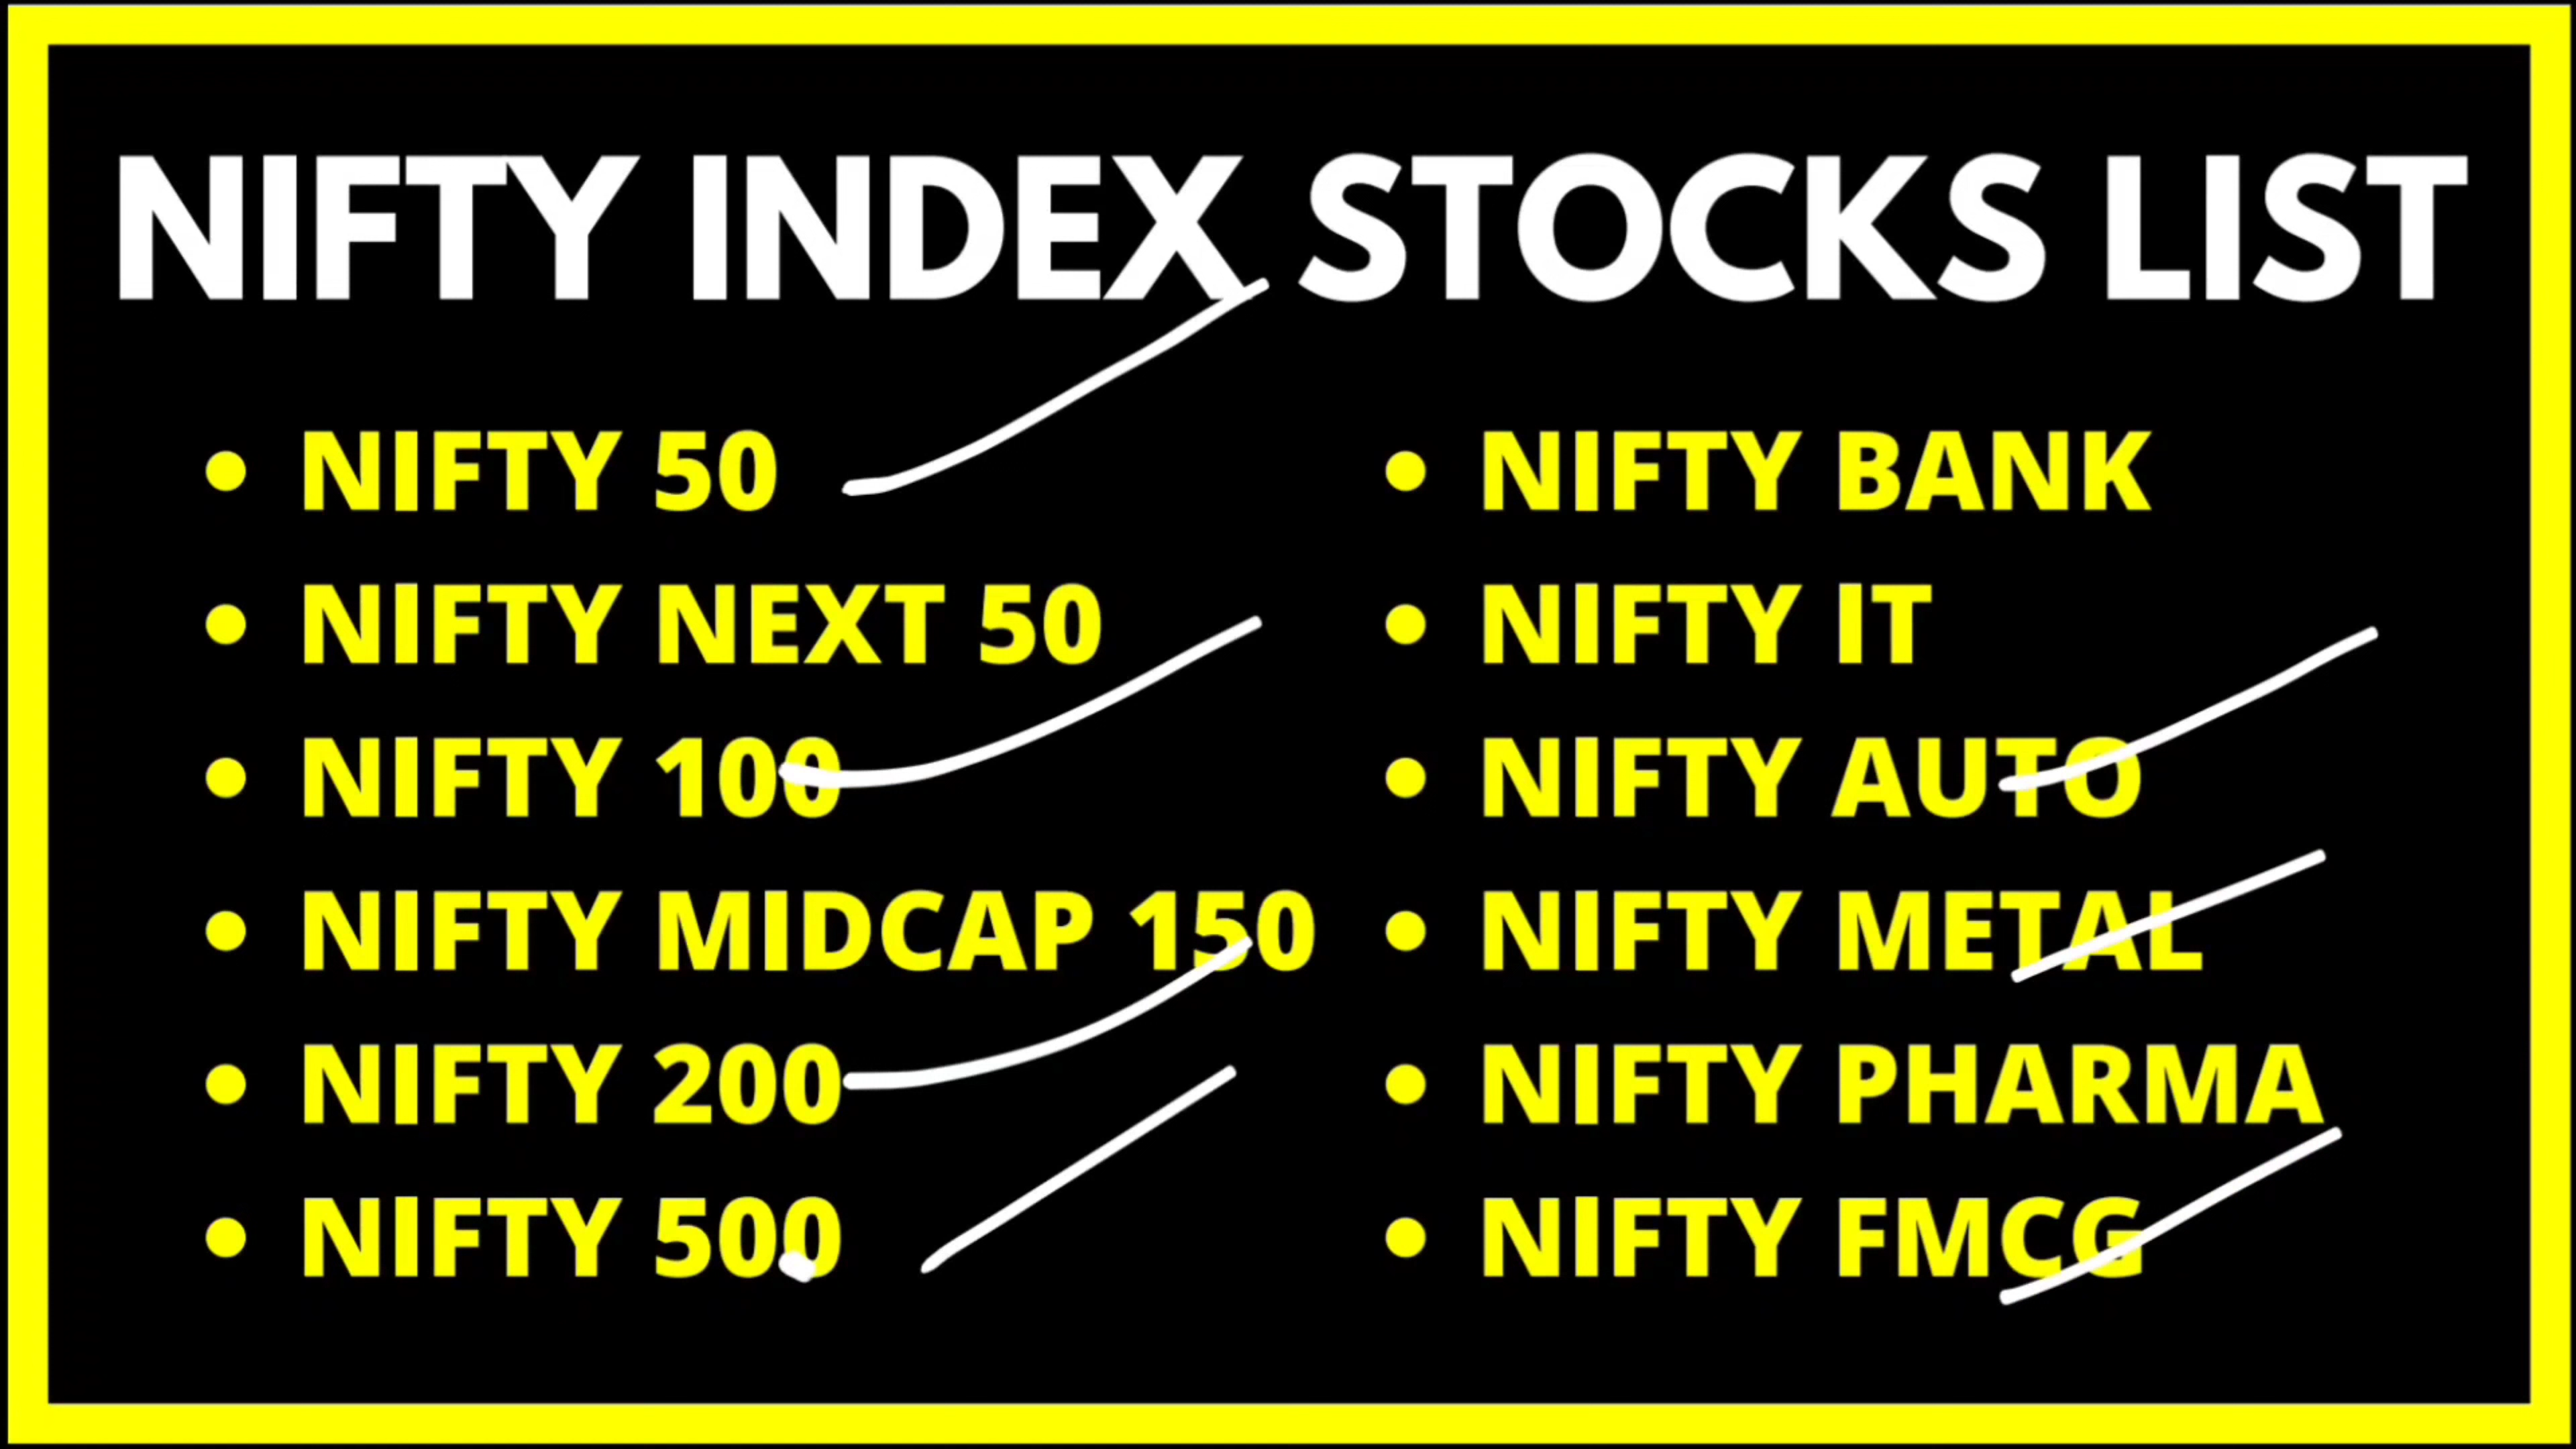 NIFTY INDEX STOCKS LIST
• NIFTY 50
• NIFTY NEXT 50
• NIFTY 100
• NIFTY MIDCAP 150
• NIFTY 200
• NIFTY 500
• NIFTY BANK
• NIFTY IT
• NIFTY AUTO
• NIFTY METAL
• NIFTY PHARMA
• NIFTY FMCG